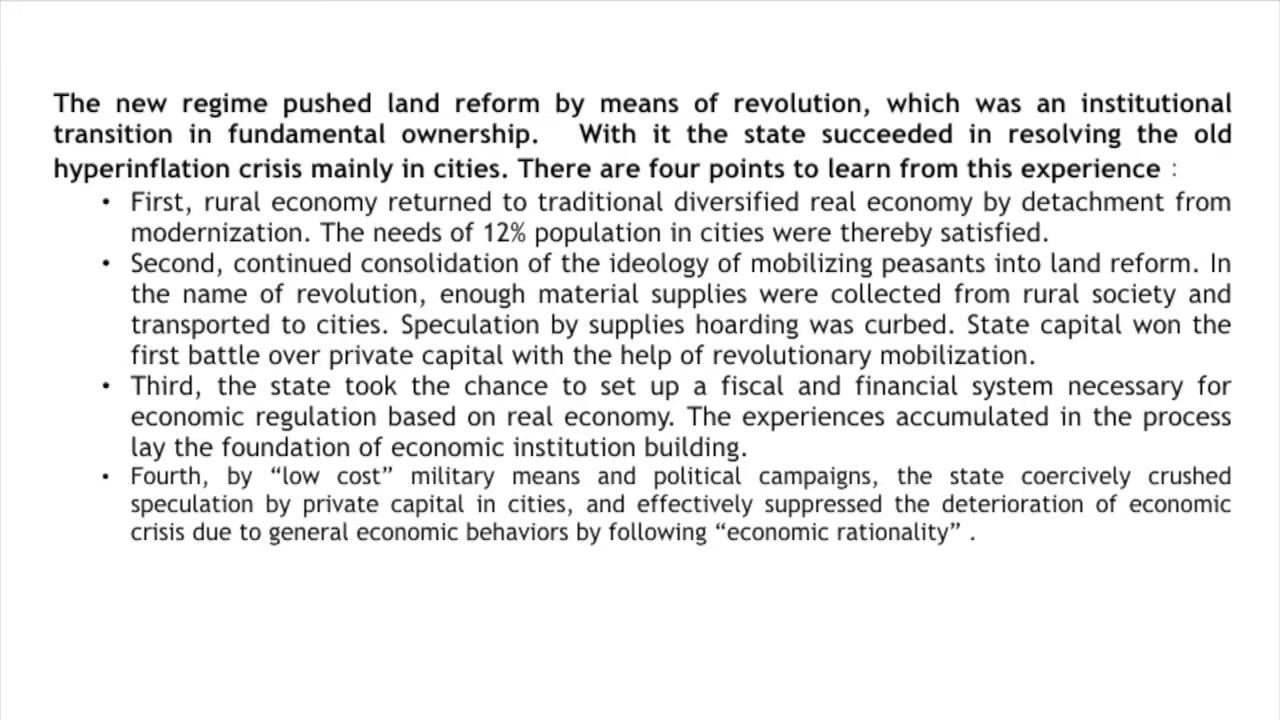 The new regime pushed land reform by means of revolution, which was an institutional
transition in fundamental ownership. With it the state succeeded in resolving the old
hyperinflation crisis mainly in cities. There are four points to learn from this experience：
• First, rural economy returned to traditional diversified real economy by detachment from
modernization. The needs of 12% population in cities were thereby satisfied.
• Second, continued consolidation of the ideology of mobilizing peasants into land reform. In
the name of revolution, enough material supplies were collected from rural society and
transported to cities. Speculation by supplies hoarding was curbed. State capital won the
first battle over private capital with the help of revolutionary mobilization.
• Third, the state took the chance to set up a fiscal and financial system necessary for
economic regulation based on real economy. The experiences accumulated in the process
lay the foundation of economic institution building.
• Fourth, by “low cost” military means and political campaigns, the state coercively crushed
speculation by private capital in cities, and effectively suppressed the deterioration of economic
crisis due to general economic behaviors by following “economic rationality” .